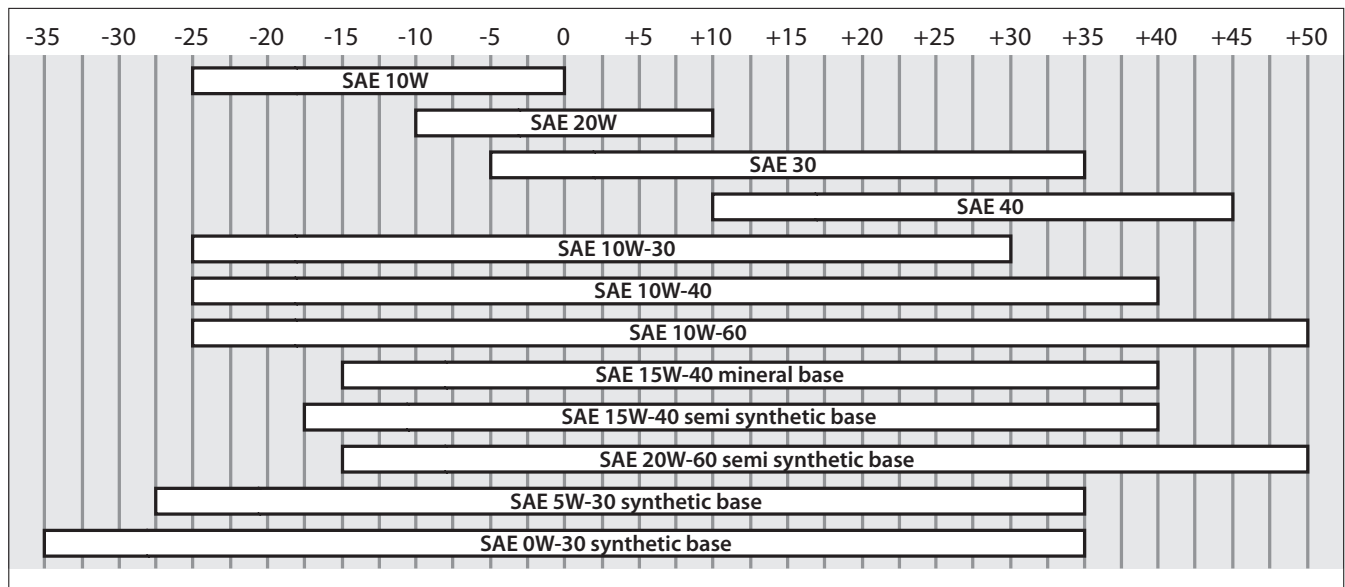 -35 -30 -25 -20 -15 -10 -5 0 +5 +10 +15 +20 +25 +30 +35 +40 +45 +50
SAE 10W
SAE 20W
SAE 30
SAE 40
SAE 10W-30
SAE 10W-40
SAE 10W-60
SAE 15W-40 mineral base
SAE 15W-40 semi synthetic base
SAE 20W-60 semi synthetic base
SAE 5W-30 synthetic base
SAE 0W-30 synthetic base